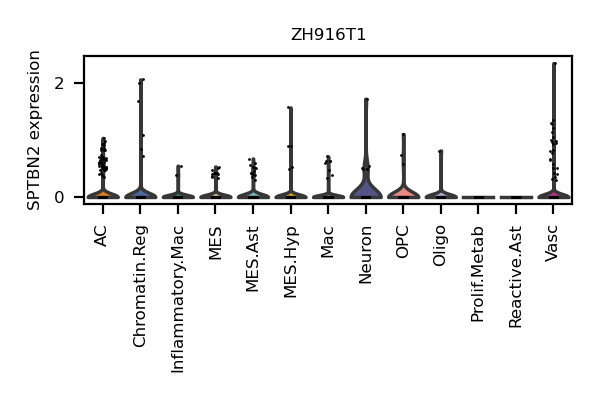 ZH916T1
SPTBN2 expression
2
0
AC
Chromatin.Reg
Inflammatory.Mac
MES
MES.Ast
MES.Hyp
Mac
Neuron
OPC
Oligo
Prolif.Metab
Reactive.Ast
Vasc